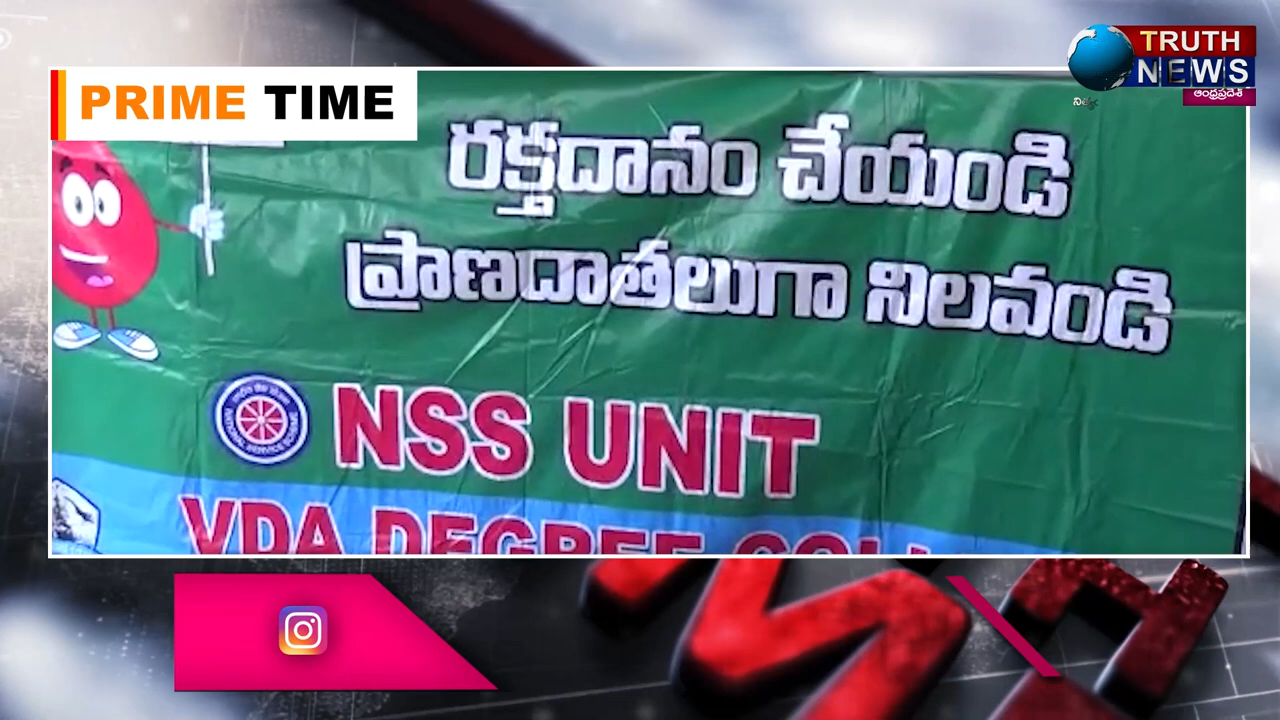 PRIME TIME
TRUTH
NEWS
ఆంధ్రప్రదేశ్
రక్తదానం చేయండి
ప్రాణదాతలుగా నిలవండి
NSS UNIT
VDA DEGREE